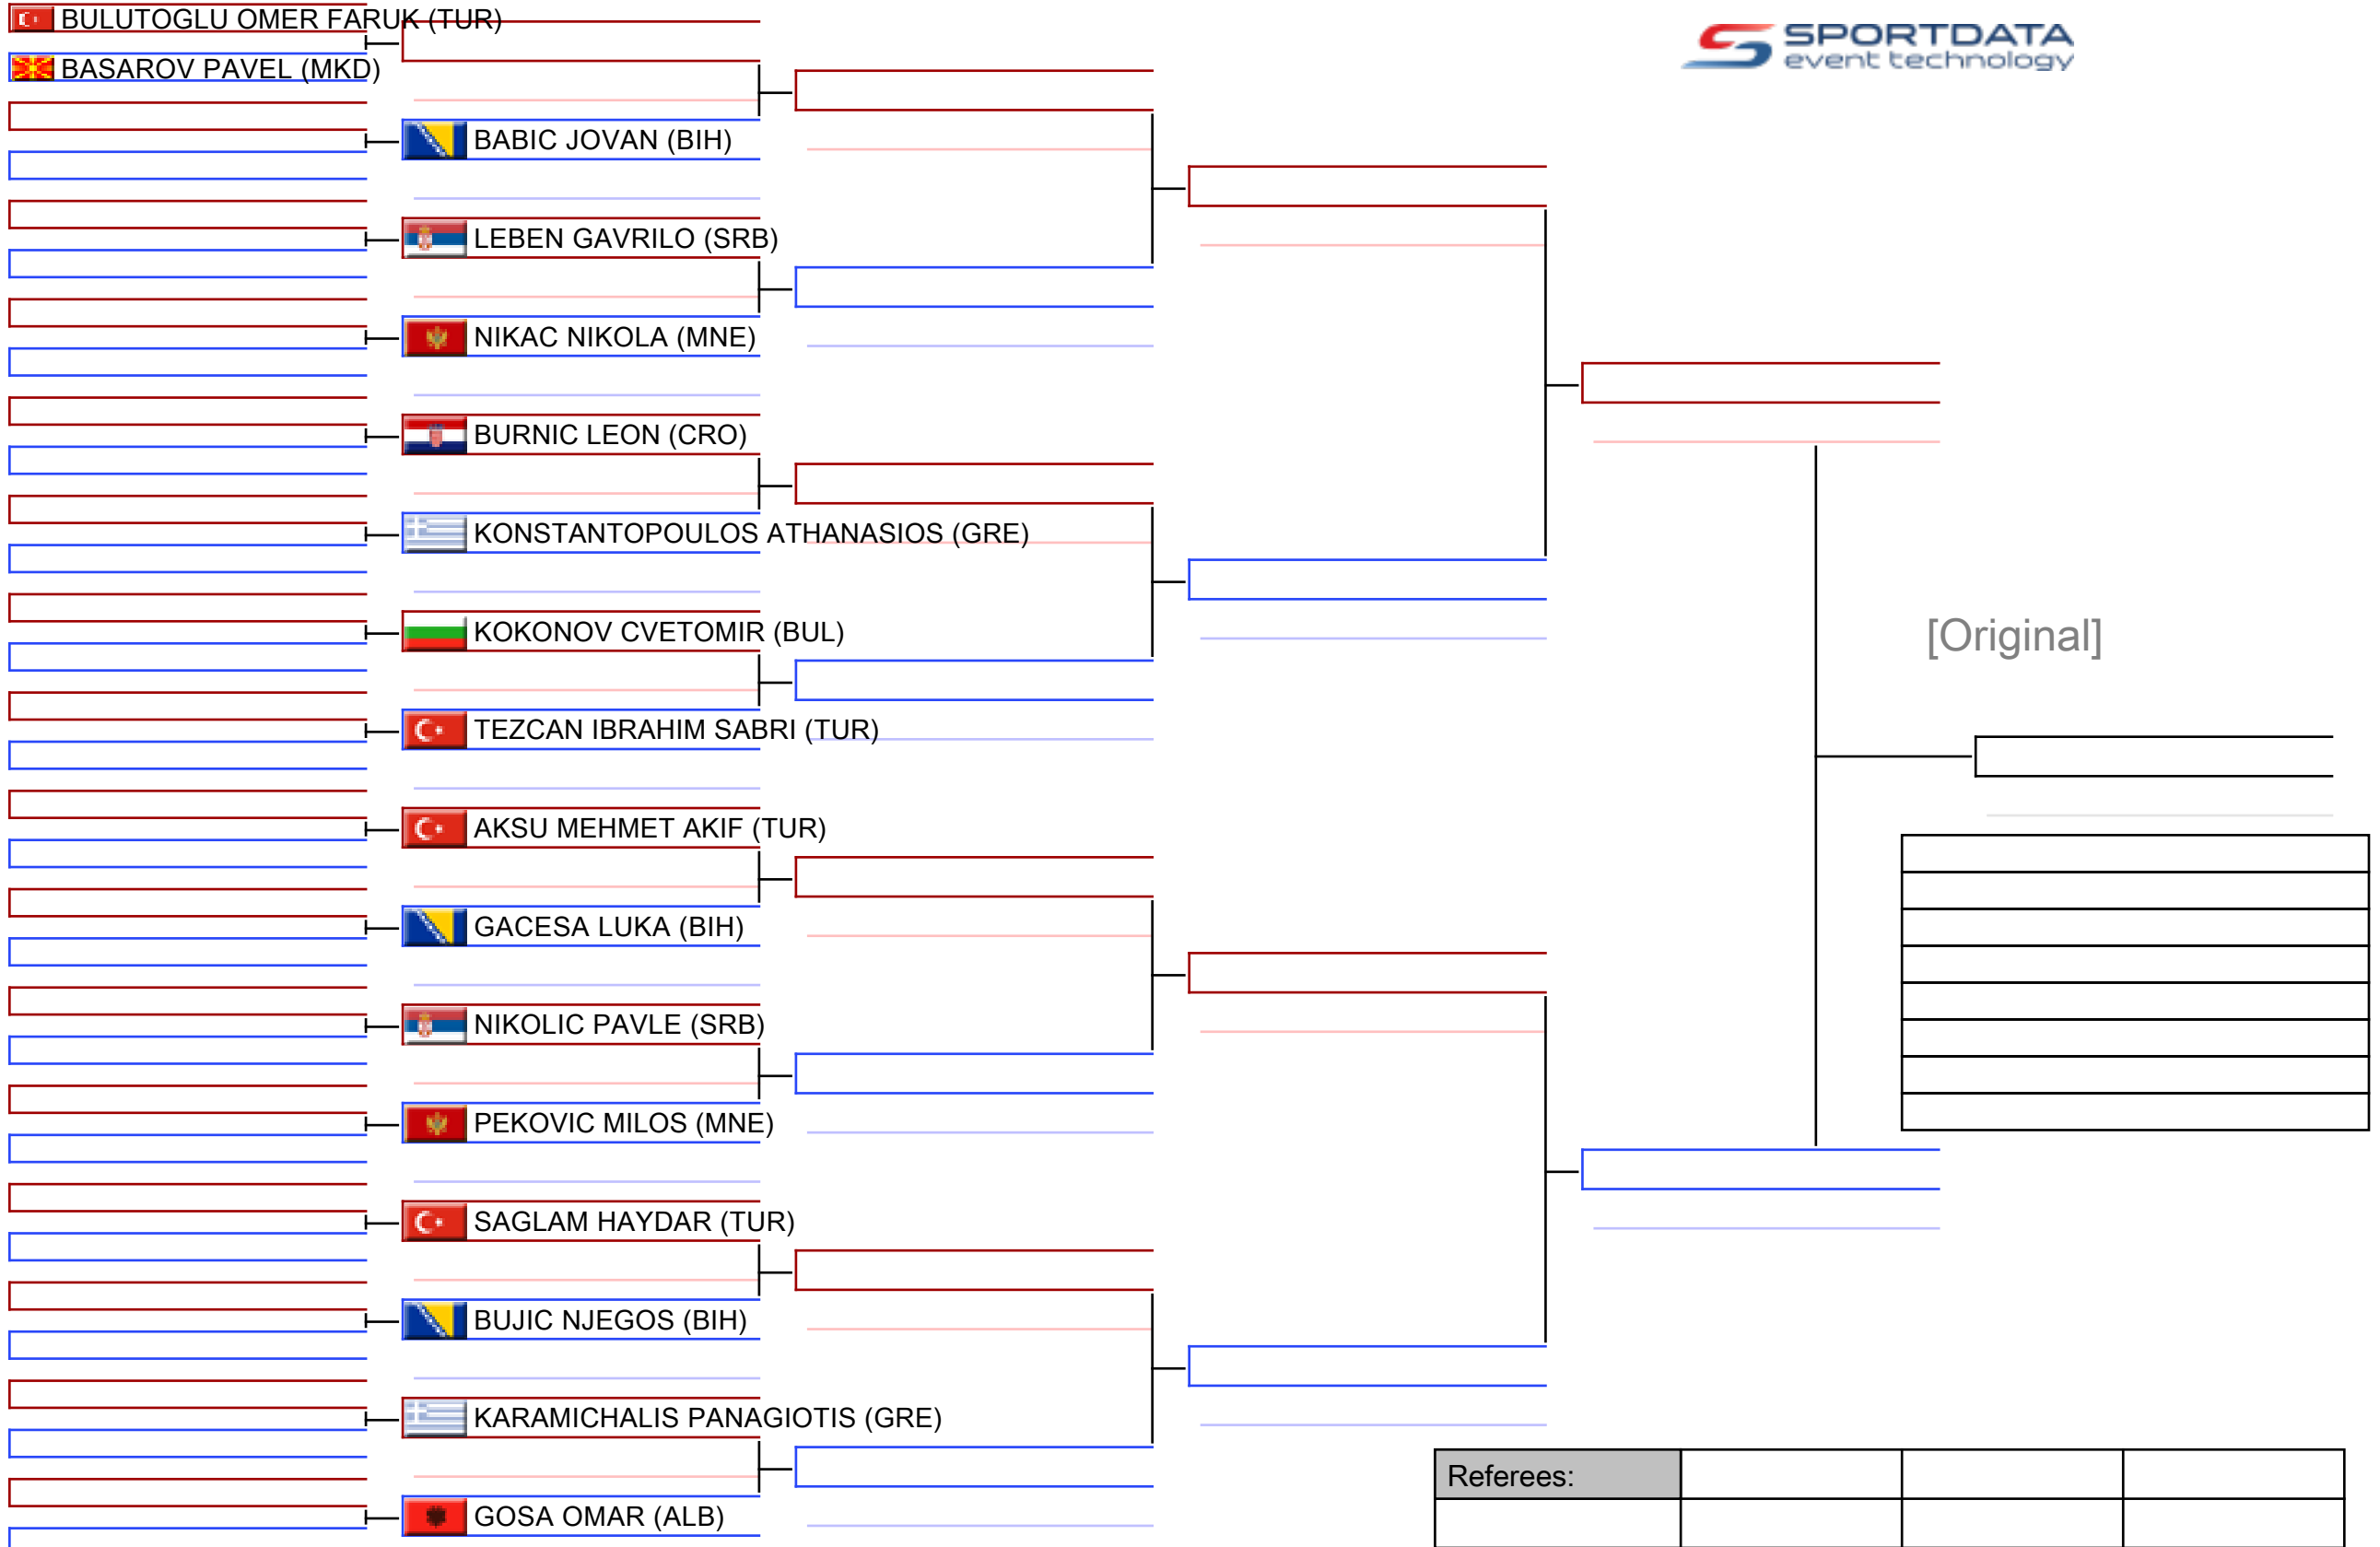 BULUTOGLU OMER FARUK (TUR)
BASAROV PAVEL (MKD)
SPORTDATA
event technology
BABIC JOVAN (BIH)
LEBEN GAVRILO (SRB)
NIKAC NIKOLA (MNE)
BURNIC LEON (CRO)
KONSTANTOPOULOS ATHANASIOS (GRE)
KOKONOV CVETOMIR (BUL)
[Original]
TEZCAN IBRAHIM SABRI (TUR)
AKSU MEHMET AKIF (TUR)
GACESA LUKA (BIH)
NIKOLIC PAVLE (SRB)
PEKOVIC MILOS (MNE)
SAGLAM HAYDAR (TUR)
BUJIC NJEGOS (BIH)
KARAMICHALIS PANAGIOTIS (GRE)
Referees:
GOSA OMAR (ALB)